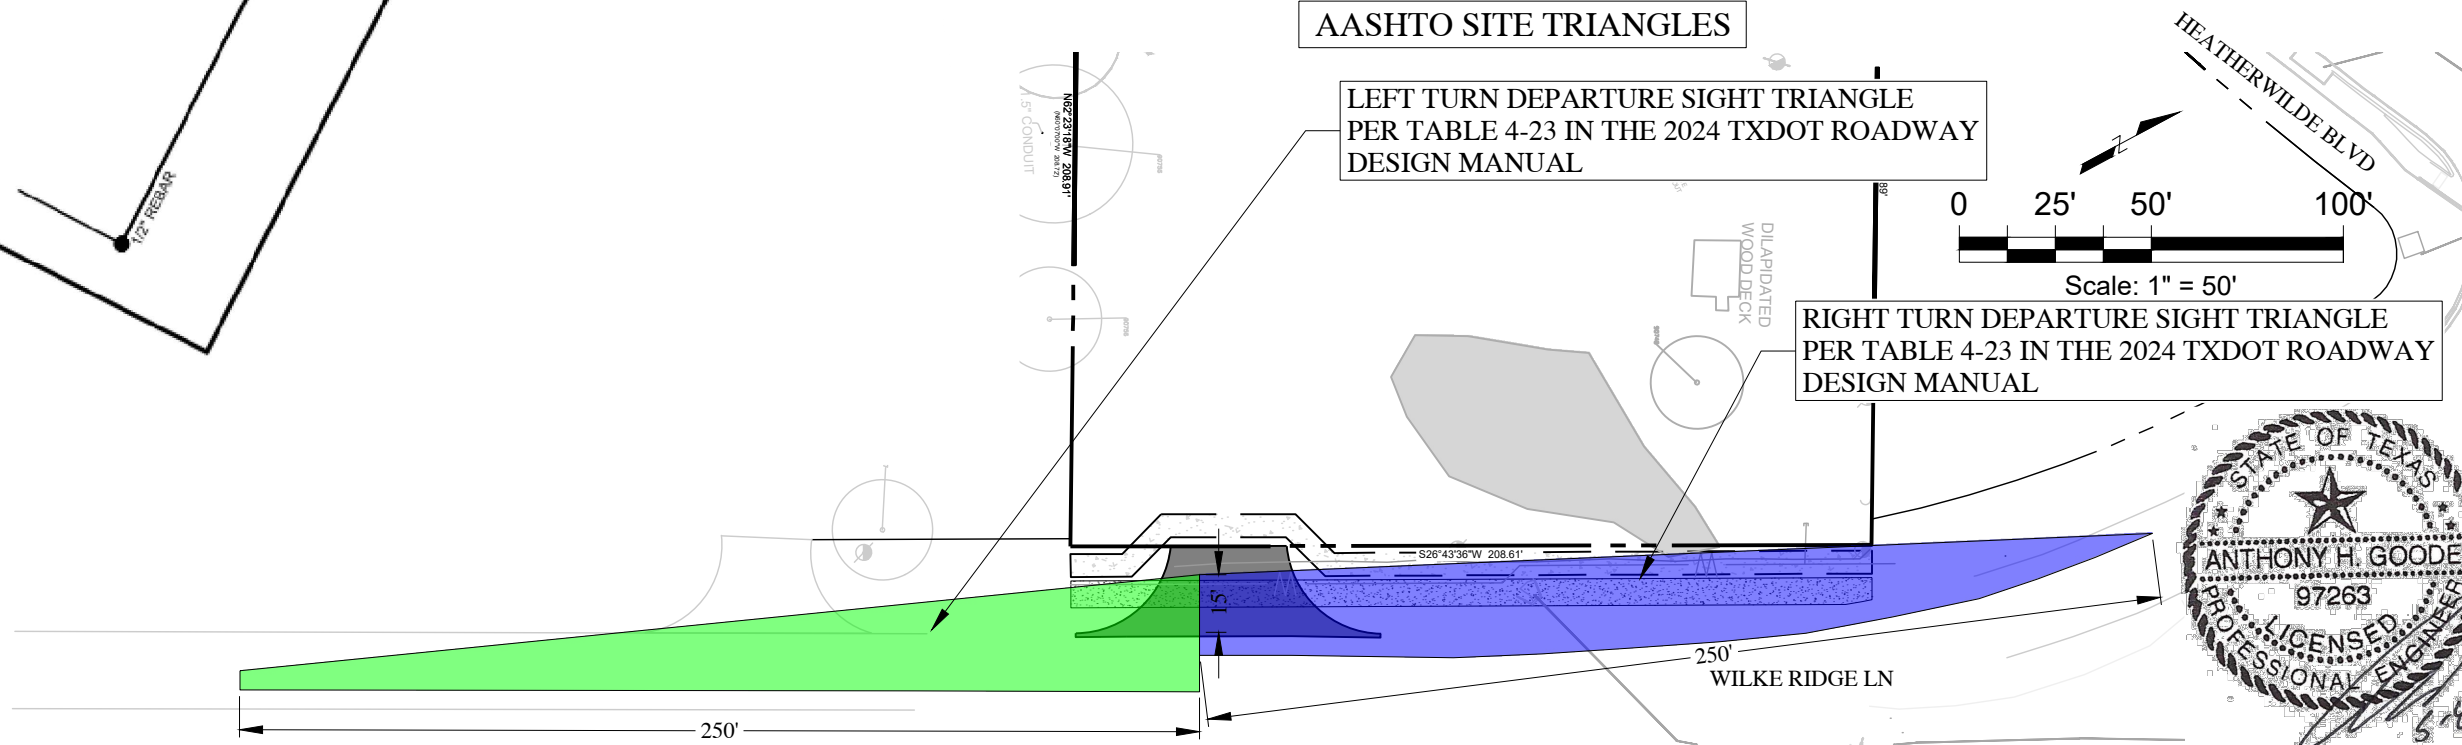 AASHTO SITE TRIANGLES
LEFT TURN DEPARTURE SIGHT TRIANGLE
PER TABLE 4-23 IN THE 2024 TXDOT ROADWAY
DESIGN MANUAL
HEATHERWILDE BLVD
Z
0 25' 50' 100'
Scale: 1" = 50'
RIGHT TURN DEPARTURE SIGHT TRIANGLE
PER TABLE 4-23 IN THE 2024 TXDOT ROADWAY
DESIGN MANUAL
1/2" REBAR
1.5" CONDUIT
N62°23'18"W 208.91'
89'
DILAPIDATED
WOOD DECK
S26°43'36"W 208.61'
15'
250'
250'
WILKE RIDGE LN
STATE OF TEXAS
ANTHONY H. GOODE
97263
LICENSED
PROFESSIONAL ENGINEER